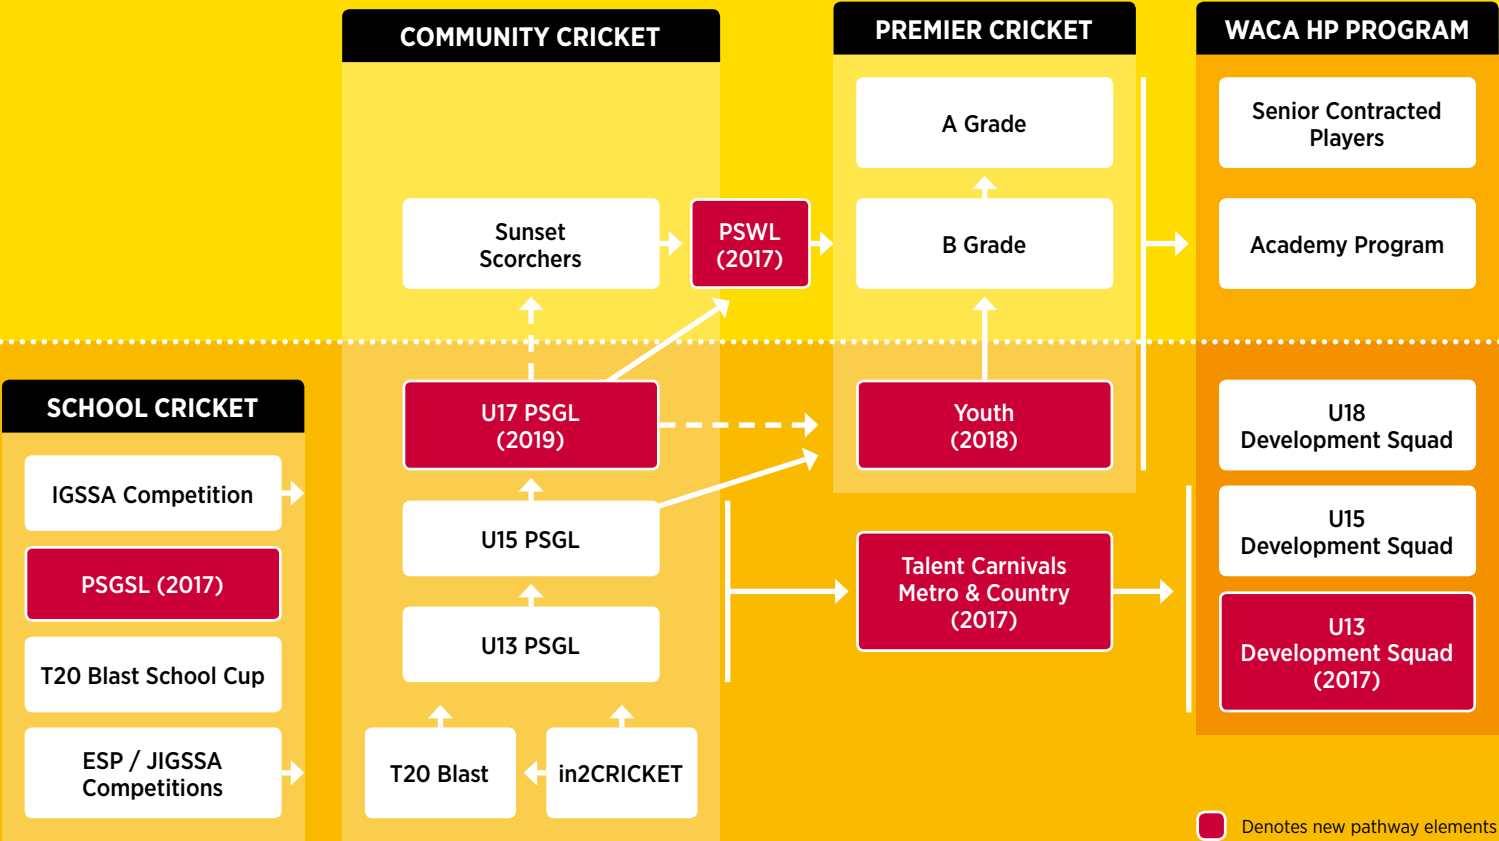 COMMUNITY CRICKET
PREMIER CRICKET
WACA HP PROGRAM
A Grade
Senior Contracted
Players
Sunset
Scorchers
PSWL
(2017)
B Grade
Academy Program
SCHOOL CRICKET
U17 PSGL
(2019)
Youth
(2018)
U18
Development Squad
IGSSA Competition
U15 PSGL
U15
Development Squad
PSGSL (2017)
Talent Carnivals
Metro & Country
(2017)
U13 PSGL
U13
Development Squad
(2017)
T20 Blast School Cup
ESP / JIGSSA
Competitions
T20 Blast
in2CRICKET
Denotes new pathway elements